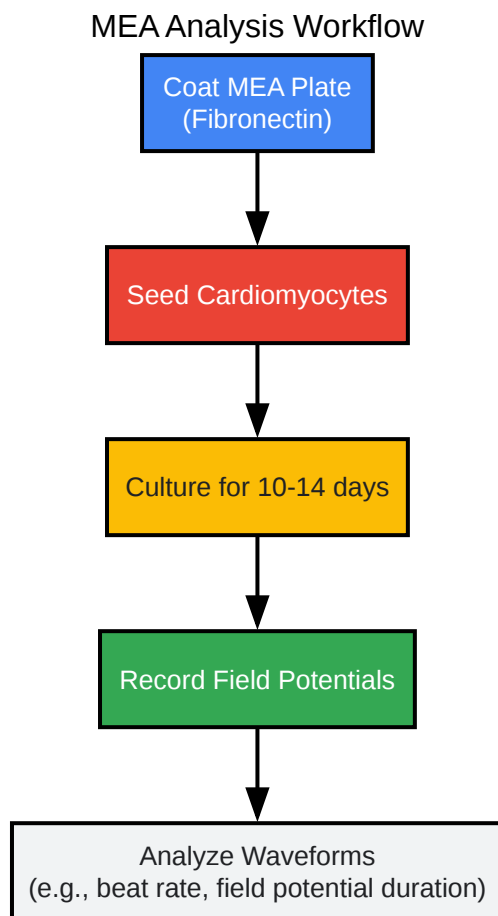 MEA Analysis Workflow
Coat MEA Plate
(Fibronectin)
Seed Cardiomyocytes
Culture for 10-14 days
Record Field Potentials
Analyze Waveforms
(e.g., beat rate, field potential duration)